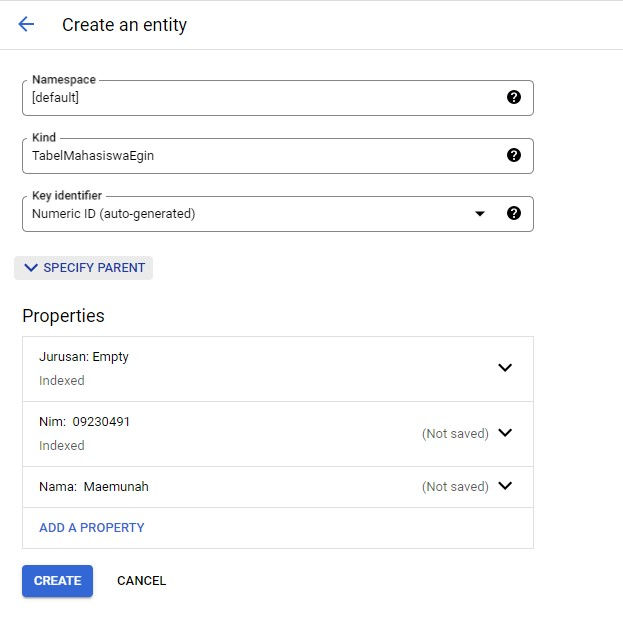 Create an entity
Namespace
[default]
Kind
TabelMahasiswaEgin
Key identifier
Numeric ID (auto-generated)
SPECIFY PARENT
Properties
Jurusan: Empty
Indexed
Nim: 09230491
(Not saved)
Indexed
Nama: Maemunah
(Not saved)
ADD A PROPERTY
CREATE CANCEL